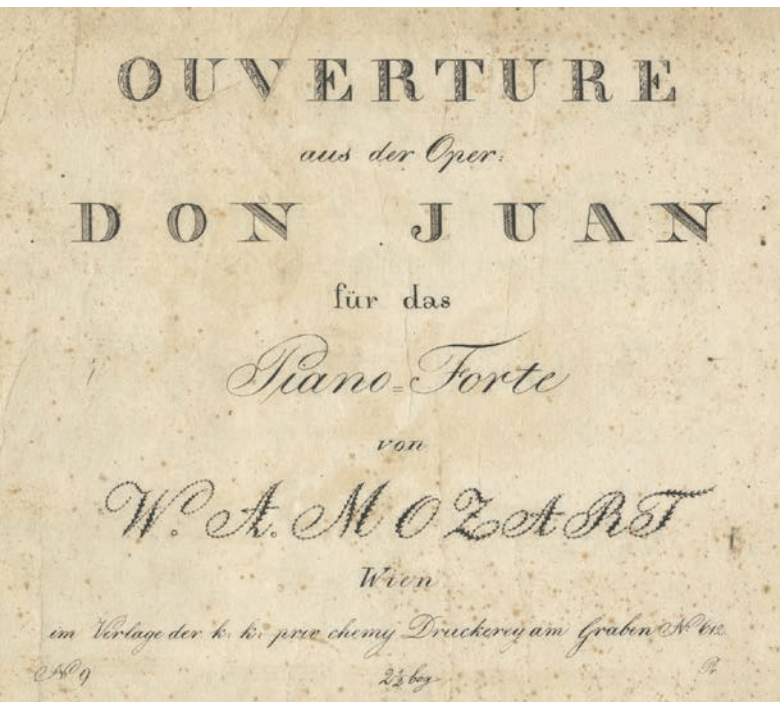 OUVERTURE
aus der Oper:
DON JUAN
für das
Piano=Forte
von
W. A. MOZART
Wien
im Verlage der k: k: priv chemy Druckerey am Graben N: 612
No 9 2½ bog Pr